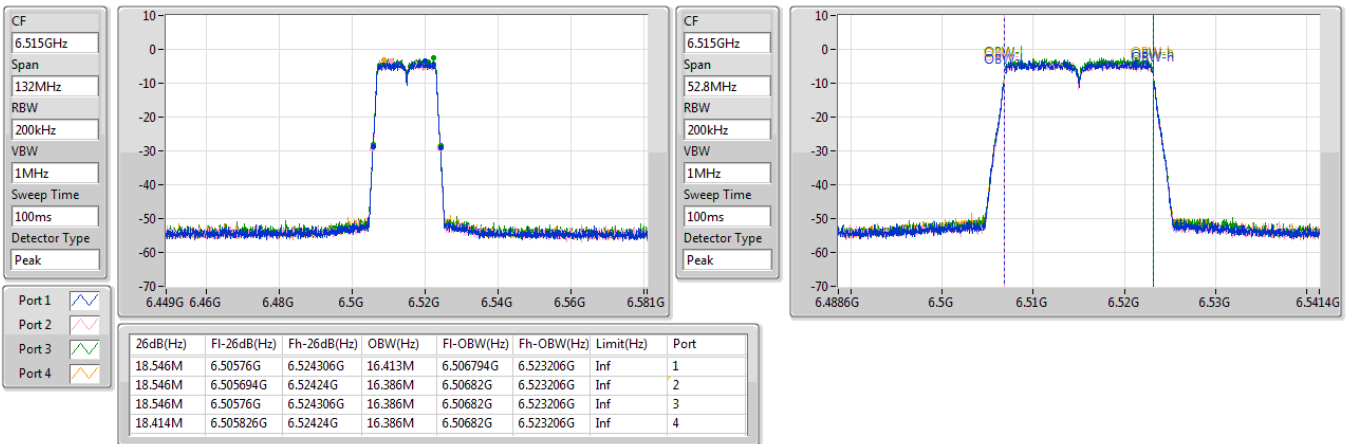 CF
6.515GHz
Span
132MHz
RBW
200kHz
VBW
1MHz
Sweep Time
100ms
Detector Type
Peak
10
0
-10
-20
-30
-40
-50
-60
-70
6.449G 6.46G 6.48G 6.5G 6.52G 6.54G 6.56G 6.581G
CF
6.515GHz
Span
52.8MHz
RBW
200kHz
VBW
1MHz
Sweep Time
100ms
Detector Type
Peak
10
0
-10
-20
-30
-40
-50
-60
-70
OBW-h
6.4886G 6.5G 6.51G 6.52G 6.53G 6.5414G
Port 1
Port 2
Port 3
Port 4
26dB(Hz) Fl-26dB(Hz) Fh-26dB(Hz) OBW(Hz) Fl-OBW(Hz) Fh-OBW(Hz) Limit(Hz) Port
18.546M 6.50576G 6.524306G 16.413M 6.506794G 6.523206G Inf 1
18.546M 6.505694G 6.52424G 16.386M 6.50682G 6.523206G Inf 2
18.546M 6.50576G 6.524306G 16.386M 6.50682G 6.523206G Inf 3
18.414M 6.505826G 6.52424G 16.386M 6.50682G 6.523206G Inf 4